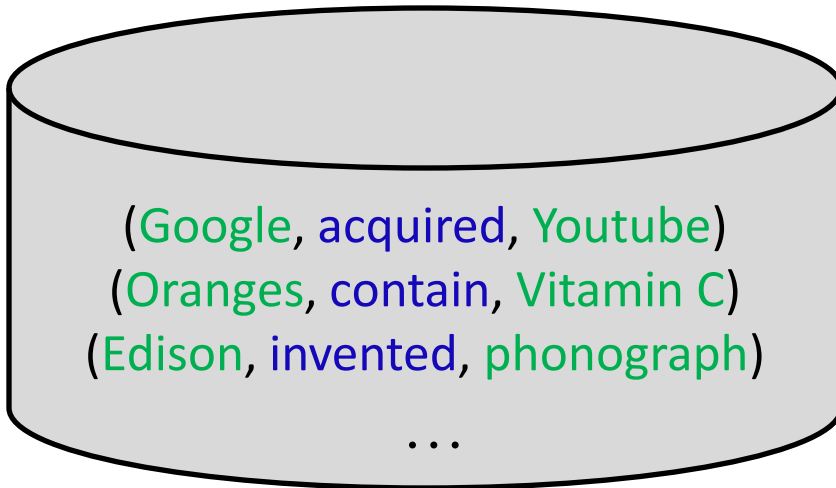 (Google, acquired, Youtube)
(Oranges, contain, Vitamin C)
(Edison, invented, phonograph)
...